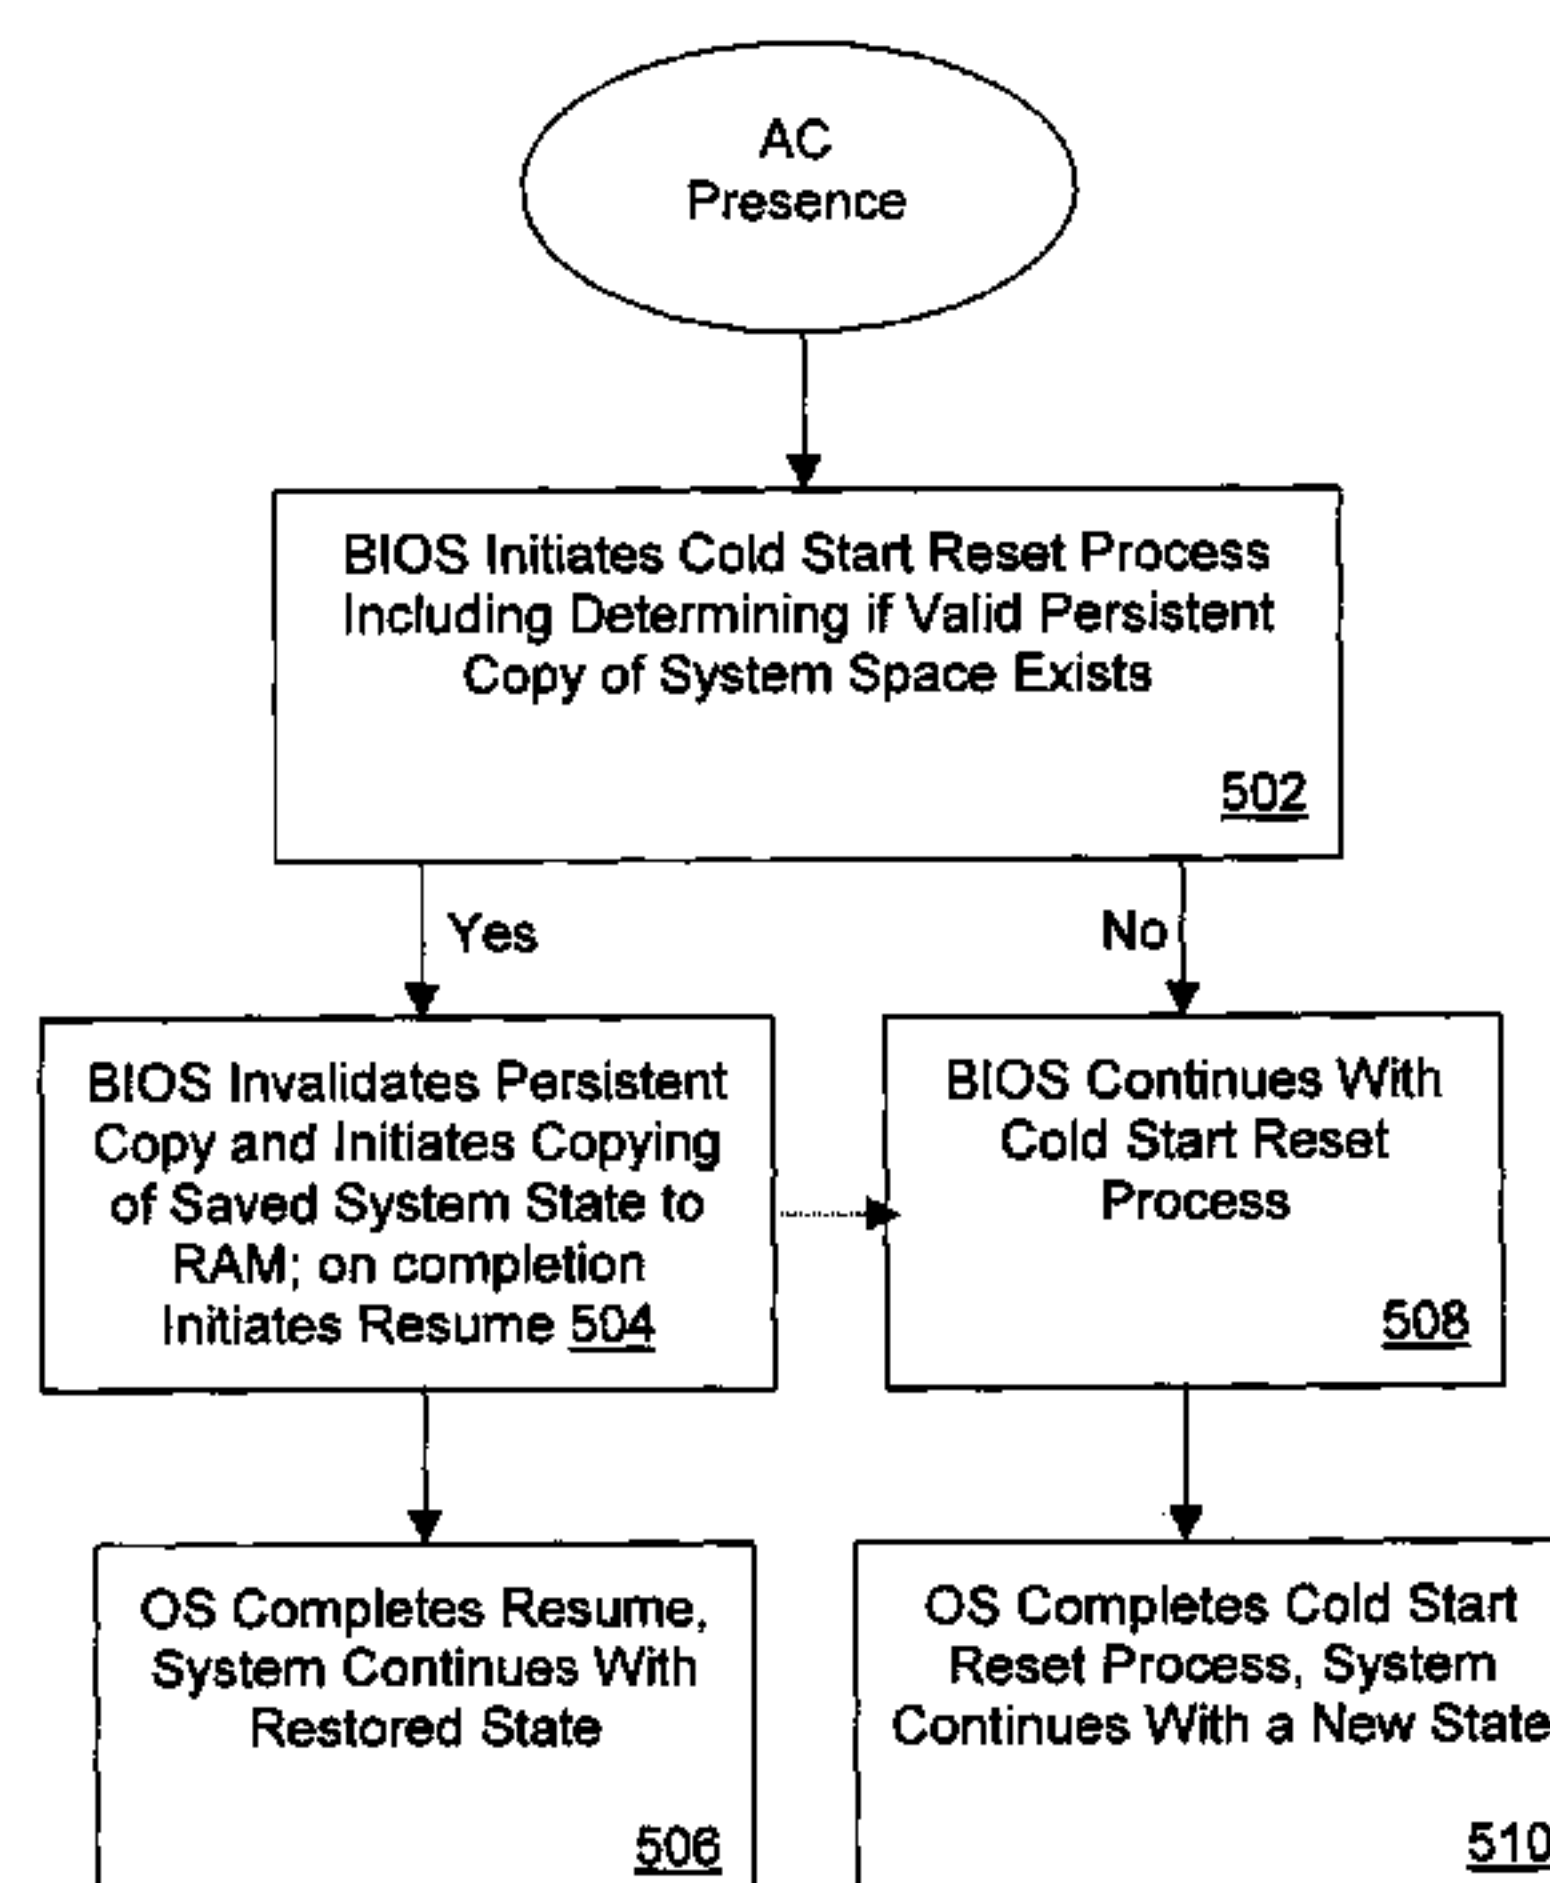 AC
Presence
BIOS Initiates Cold Start Reset Process
Including Determining if Valid Persistent
Copy of System Space Exists
502
Yes
No
BIOS Invalidates Persistent
Copy and Initiates Copying
of Saved System State to
RAM; on completion
Initiates Resume 504
BIOS Continues With
Cold Start Reset
Process
508
OS Completes Resume,
System Continues With
Restored State
506
OS Completes Cold Start
Reset Process, System
Continues With a New State
510